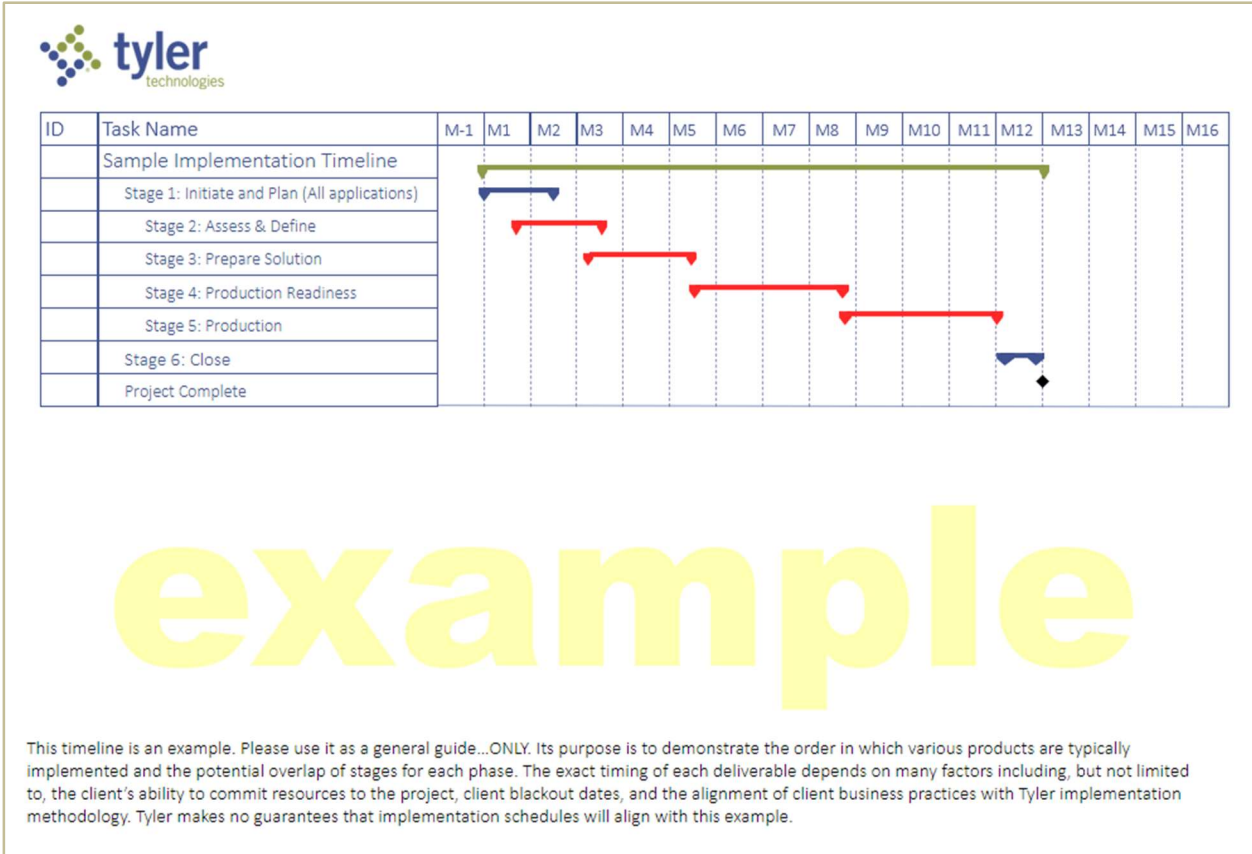 tyler
technologies
ID Task Name M-1 M1 M2 M3 M4 M5 M6 M7 M8 M9 M10 M11 M12 M13 M14 M15 M16
Sample Implementation Timeline
Stage 1: Initiate and Plan (All applications)
Stage 2: Assess & Define
Stage 3: Prepare Solution
Stage 4: Production Readiness
Stage 5: Production
Stage 6: Close
Project Complete
example
This timeline is an example. Please use it as a general guide...ONLY. Its purpose is to demonstrate the order in which various products are typically
implemented and the potential overlap of stages for each phase. The exact timing of each deliverable depends on many factors including, but not limited
to, the client's ability to commit resources to the project, client blackout dates, and the alignment of client business practices with Tyler implementation
methodology. Tyler makes no guarantees that implementation schedules will align with this example.